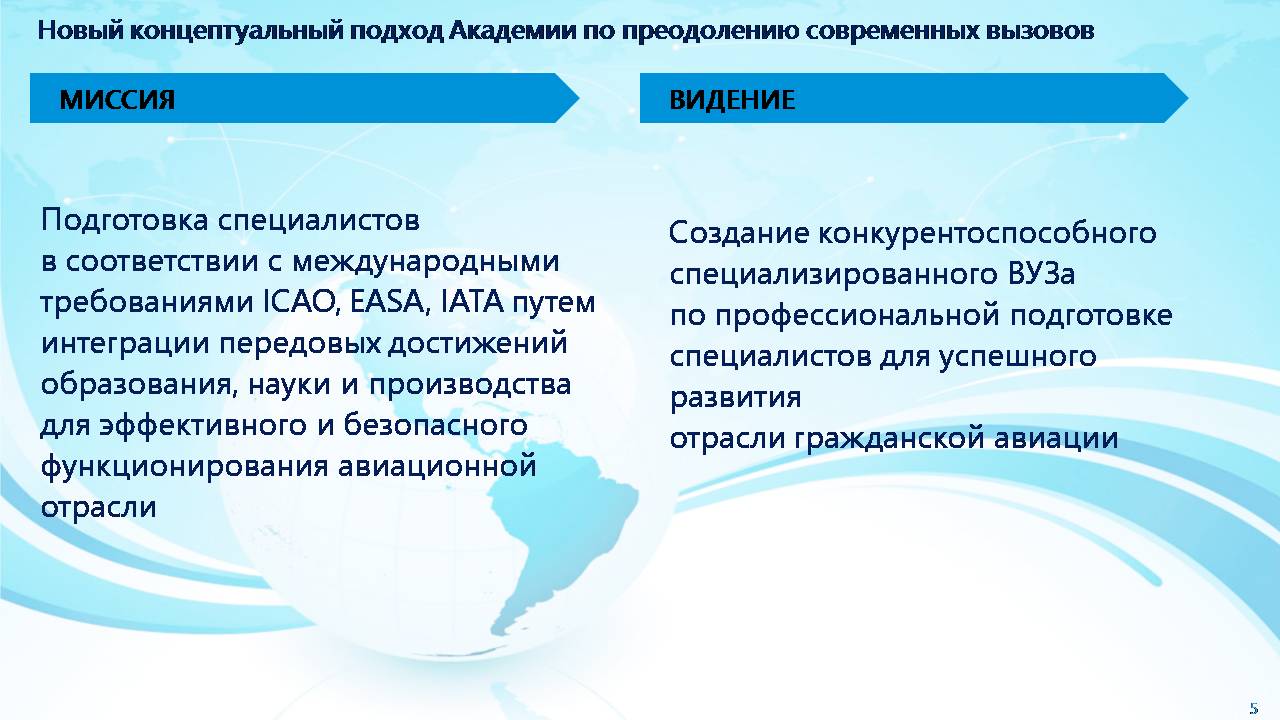 Новый концептуальный подход Академии по преодолению современных вызовов
МИССИЯ
Подготовка специалистов
в соответствии с международными
требованиями ICAO, EASA, IATA путем
интеграции передовых достижений
образования, науки и производства
для эффективного и безопасного
функционирования авиационной
отрасли
ВИДЕНИЕ
Создание конкурентоспособного
специализированного ВУЗа
по профессиональной подготовке
специалистов для успешного
развития
отрасли гражданской авиации
5